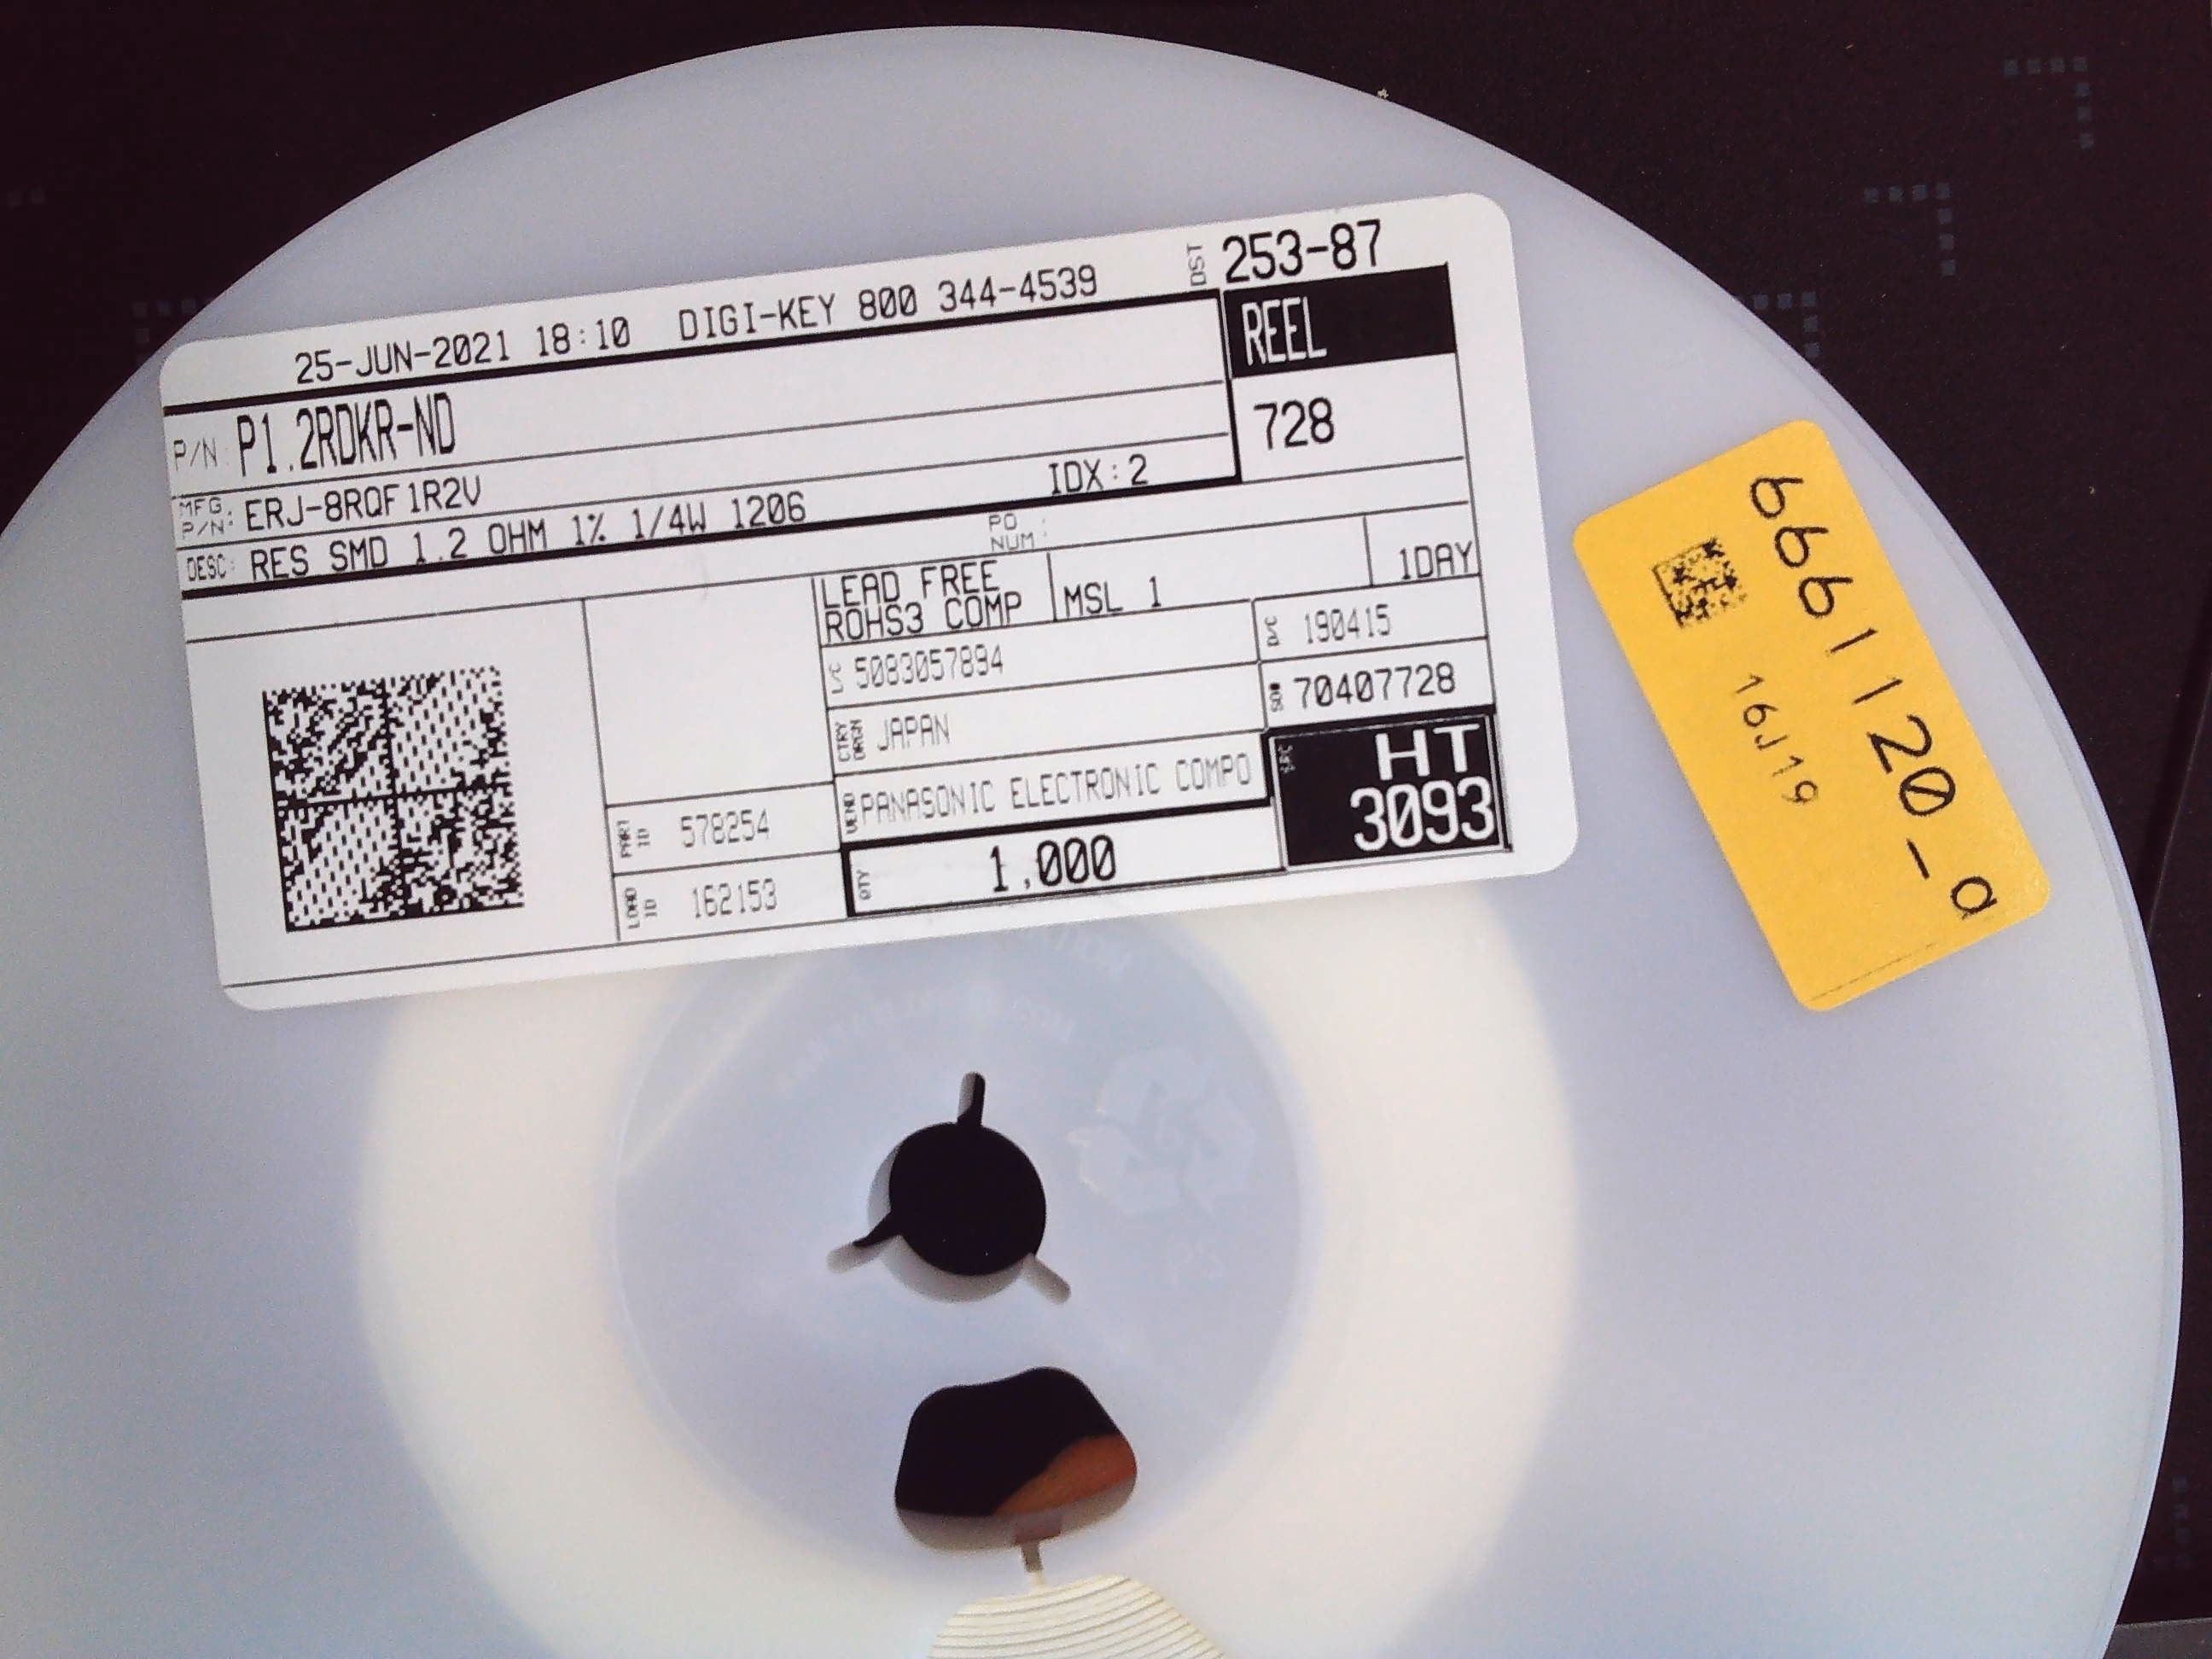 25-JUN-2021 18:10 DIGI-KEY 800 344-4539
DST 253-87
REEL
728
P/N: P1.2RDKR-ND
MFG. P/N: ERJ-8RQF1R2V
DESC: RES SMD 1.2 OHM 1% 1/4W 1206
IDX:2
PO NUM:
LEAD FREE
ROHS3 COMP
MSL 1
1DAY
L/C 5083057894
D/C 190415
CTRY ORGN JAPAN
SO# 70407728
VEND PANASONIC ELECTRONIC COMPO
HT
3093
PART ID 578254
LOAD ID 162153
QTY 1,000
6661120-a
16J19